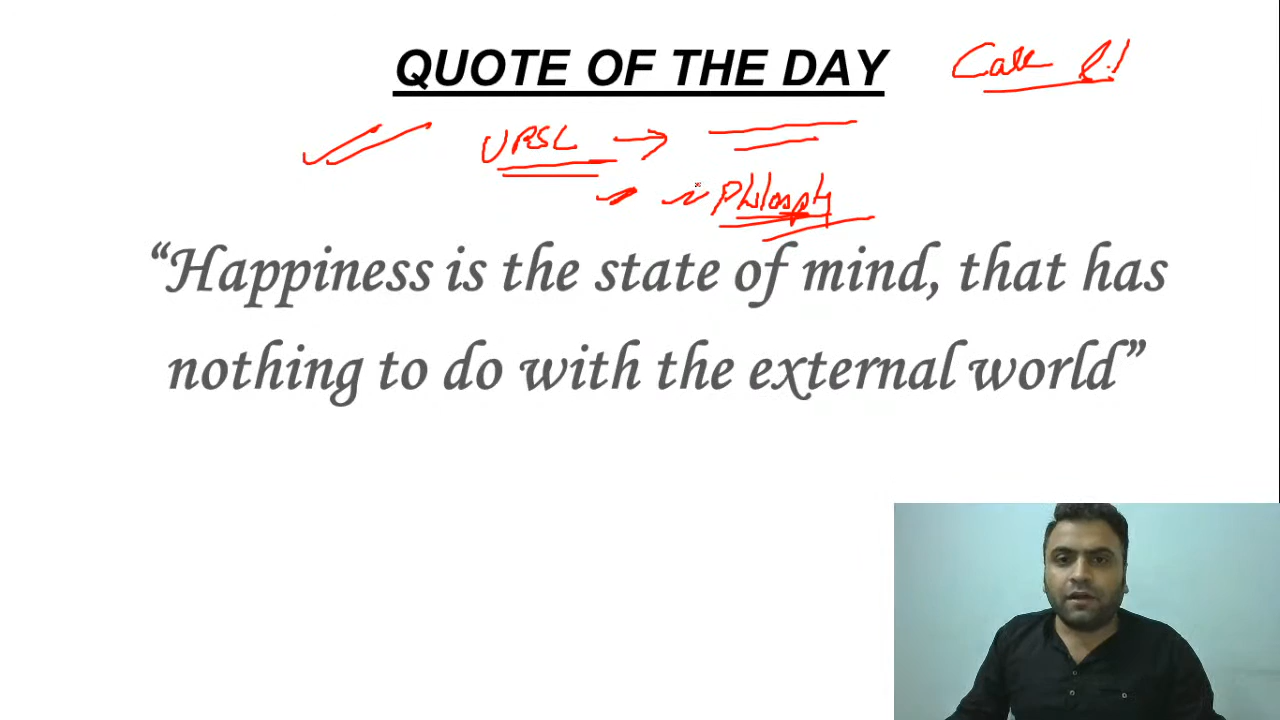 QUOTE OF THE DAY
UPSC →
Philosphy
“Happiness is the state of mind, that has
nothing to do with the external world”